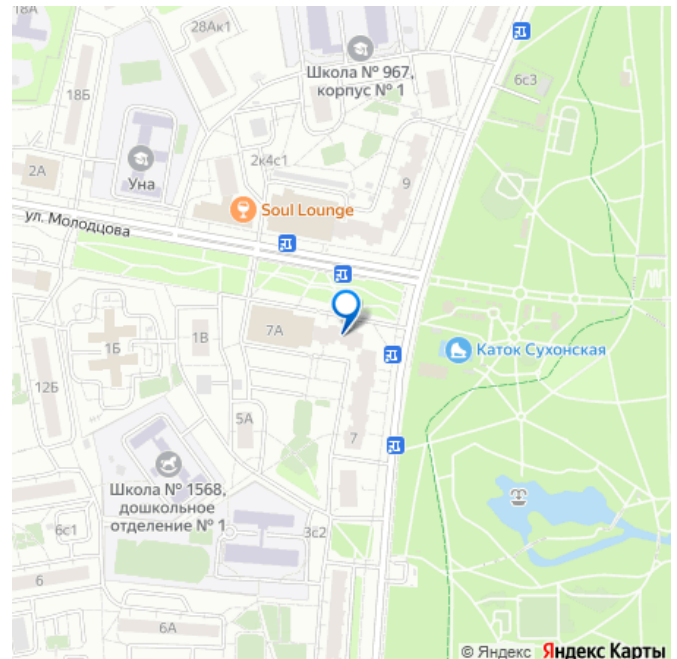 18А
28Ак1
Школа № 967,
корпус № 1
6с3
18Б
2к4с1
2А
Уна
9
Soul Lounge
ул. Молодцова
7А
1В
1Б
Каток Сухонская
12Б
5А
7
Школа № 1568,
дошкольное
отделение № 1
6с1
3с2
6
6А
© Яндекс Яндекс Карты